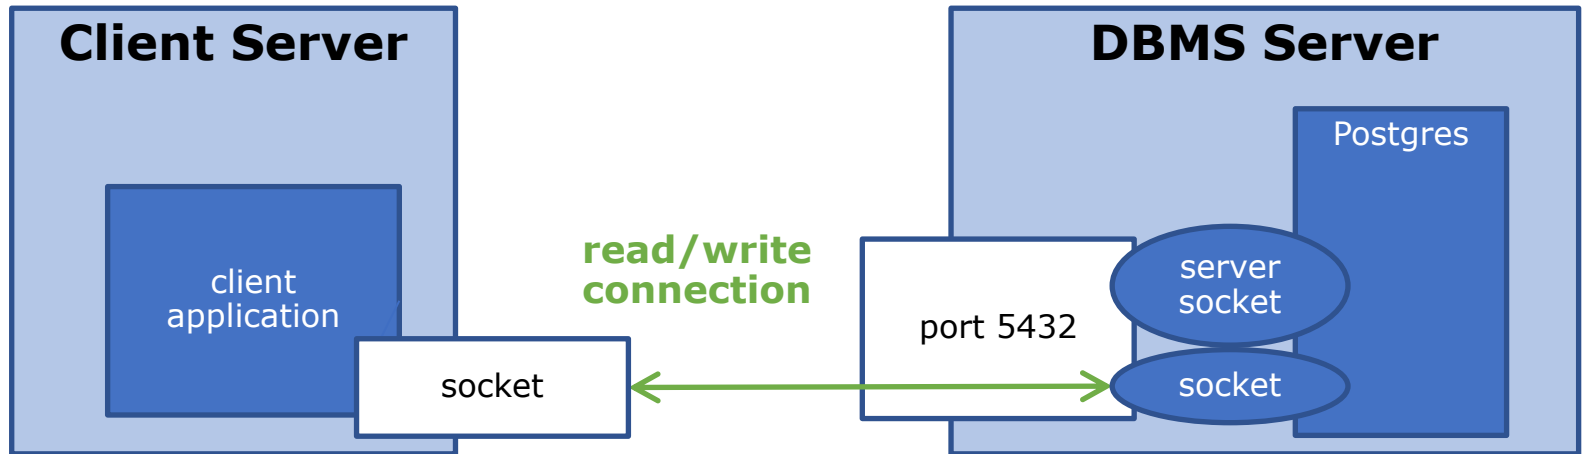 Client Server
client
application
socket
read/write
connection
DBMS Server
Postgres
port 5432
server
socket
socket